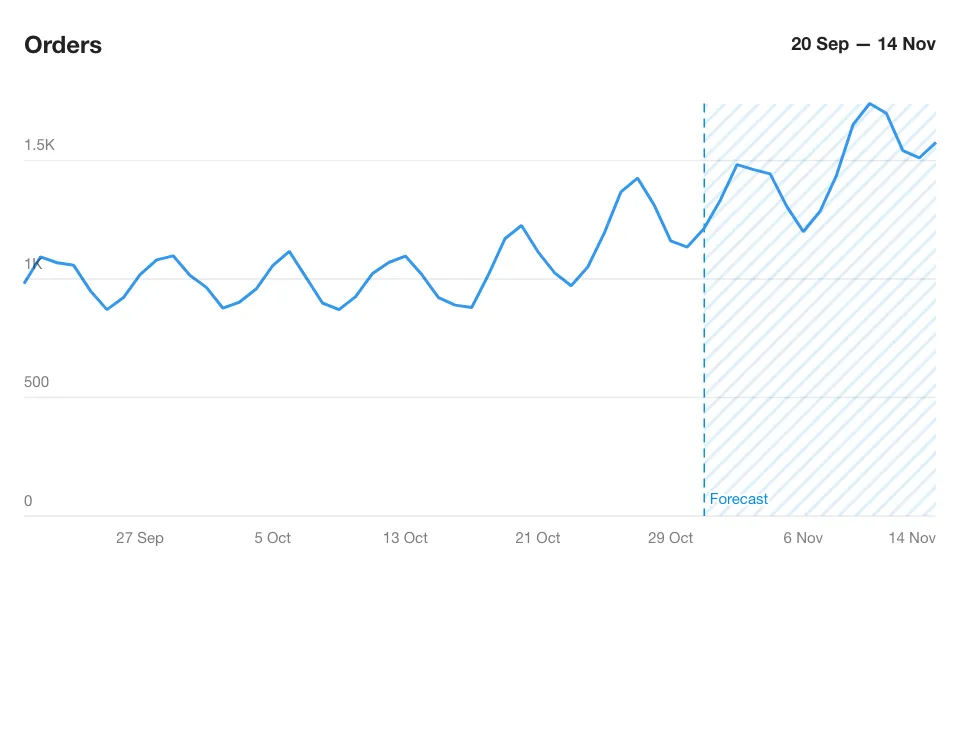 Orders
20 Sep — 14 Nov
1.5K
1K
500
0
Forecast
27 Sep
5 Oct
13 Oct
21 Oct
29 Oct
6 Nov
14 Nov